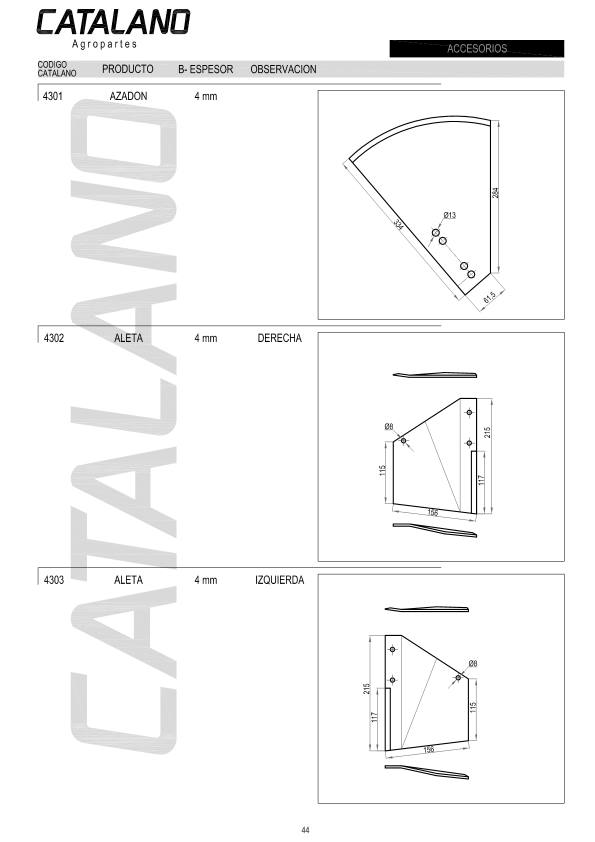 CATALANO
Agropartes
ACCESORIOS
CODIGO CATALANO PRODUCTO B- ESPESOR OBSERVACION
4301 AZADON 4 mm
Ø13
284
334
61,5
4302 ALETA 4 mm DERECHA
Ø8
215
115
117
156
4303 ALETA 4 mm IZQUIERDA
Ø8
215
117
115
156
CATALANO
44